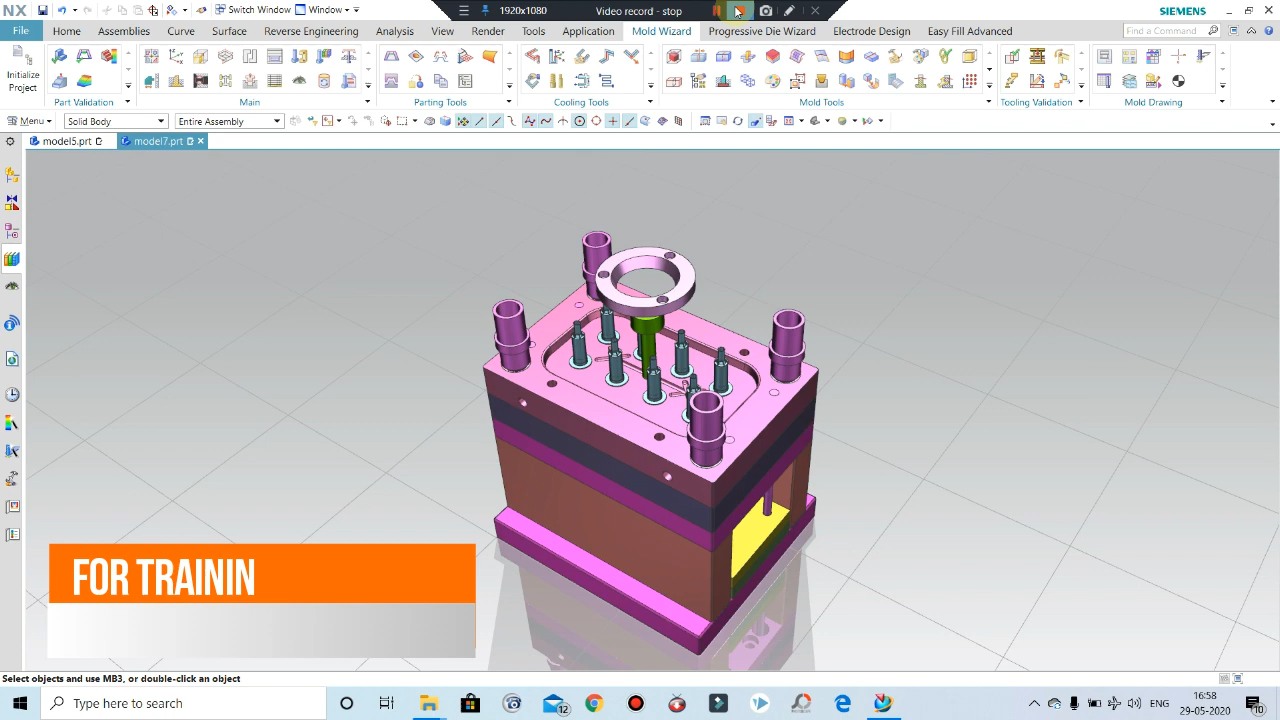 NX
Switch Window
Window
1920x1080
Video record - stop
SIEMENS
File
Home
Assemblies
Curve
Surface
Reverse Engineering
Analysis
View
Render
Tools
Application
Mold Wizard
Progressive Die Wizard
Electrode Design
Easy Fill Advanced
Find a Command
Initialize
Project
Part Validation
Main
Parting Tools
Cooling Tools
Mold Tools
Tooling Validation
Mold Drawing
Menu
Solid Body
Entire Assembly
model5.prt
model7.prt
FOR TRAININ
Select objects and use MB3, or double-click an object
Type here to search
12
ENG
16:58
29-05-2020
10